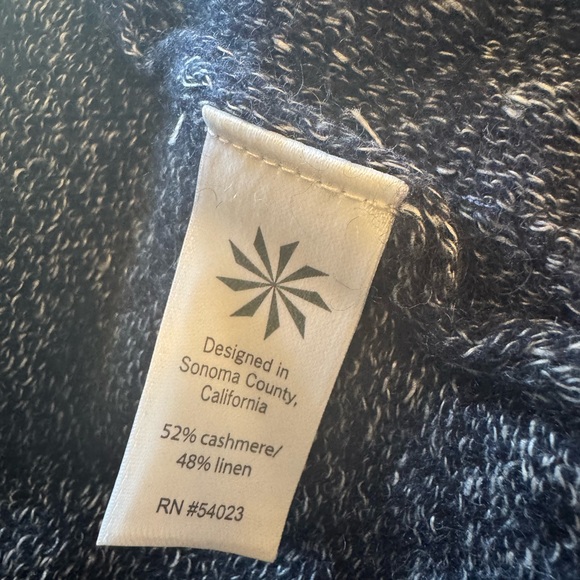 Designed in
Sonoma County,
California
52% cashmere/
48% linen
RN #54023